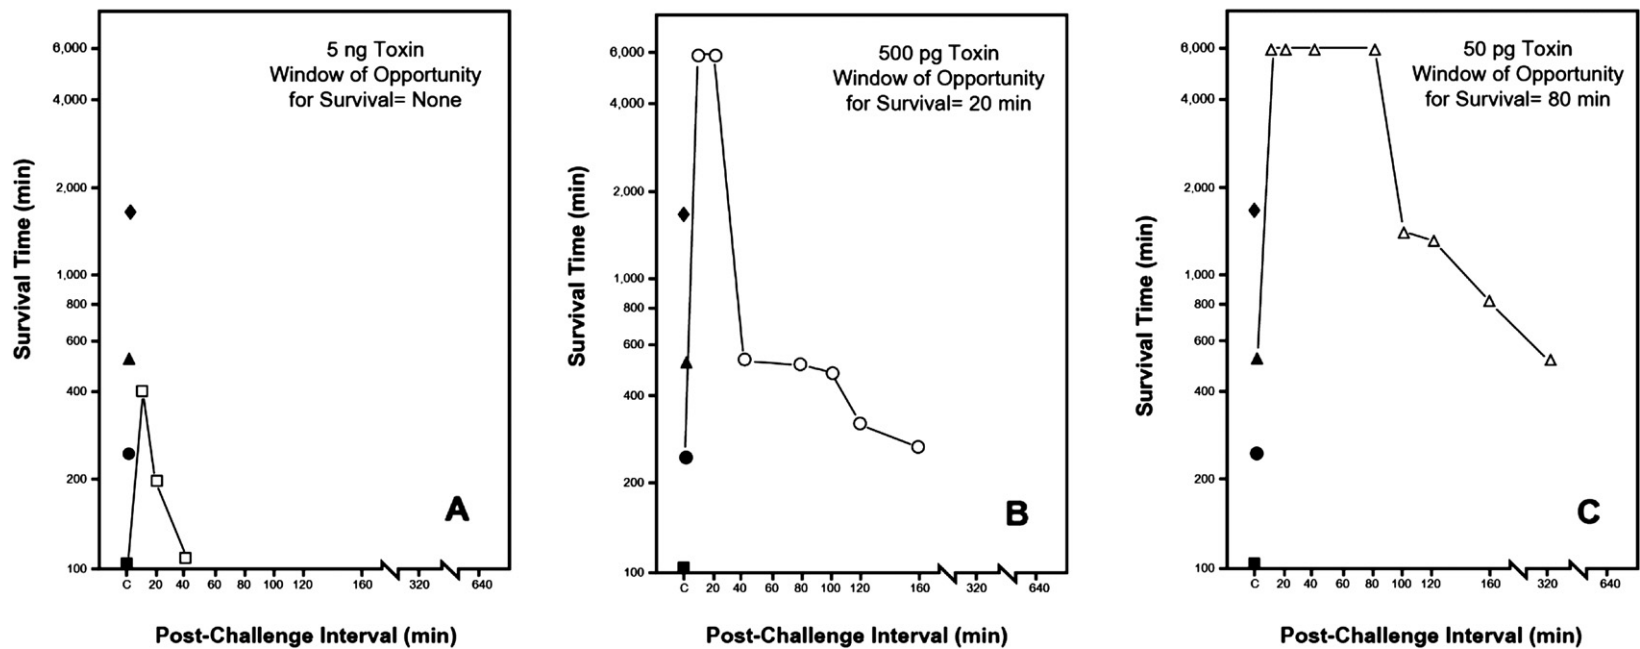 5 ng Toxin
Window of Opportunity
for Survival= None
Survival Time (min)
6,000
4,000
2,000
1,000
800
600
400
200
100
A
C 20 40 60 80 100 120 160 320 640
Post-Challenge Interval (min)
500 pg Toxin
Window of Opportunity
for Survival= 20 min
Survival Time (min)
6,000
4,000
2,000
1,000
800
600
400
200
100
B
C 20 40 60 80 100 120 160 320 640
Post-Challenge Interval (min)
50 pg Toxin
Window of Opportunity
for Survival= 80 min
Survival Time (min)
6,000
4,000
2,000
1,000
800
600
400
200
100
C
C 20 40 60 80 100 120 160 320 640
Post-Challenge Interval (min)